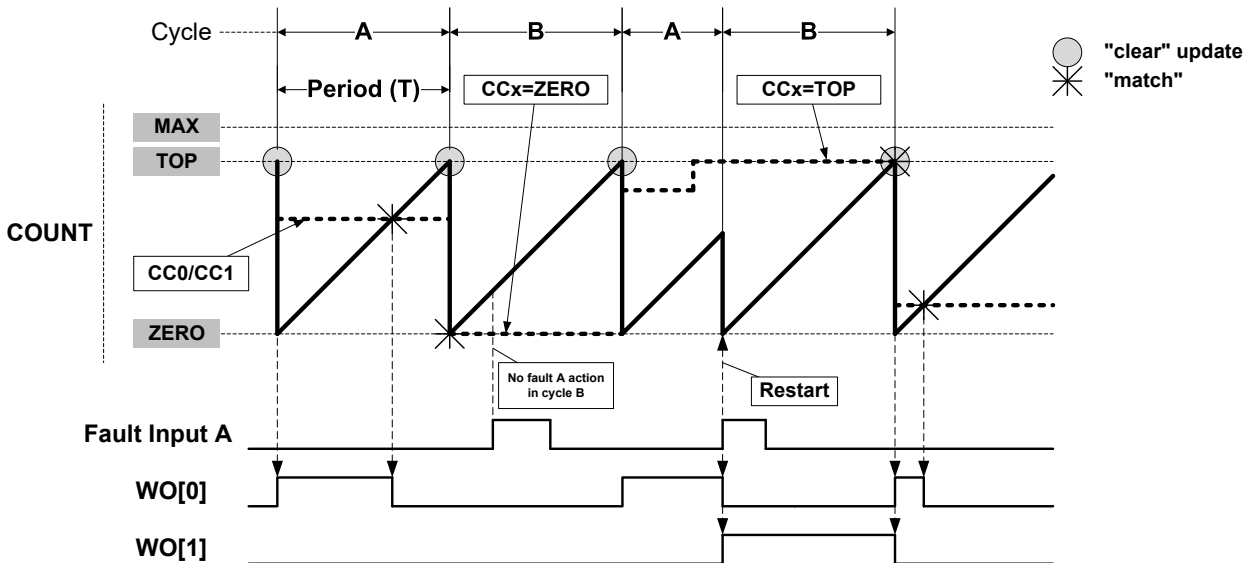 Cycle A B A B
"clear" update
"match"
Period (T)
CCx=ZERO
CCx=TOP
MAX
TOP
COUNT
CC0/CC1
ZERO
No fault A action
in cycle B
Restart
Fault Input A
WO[0]
WO[1]